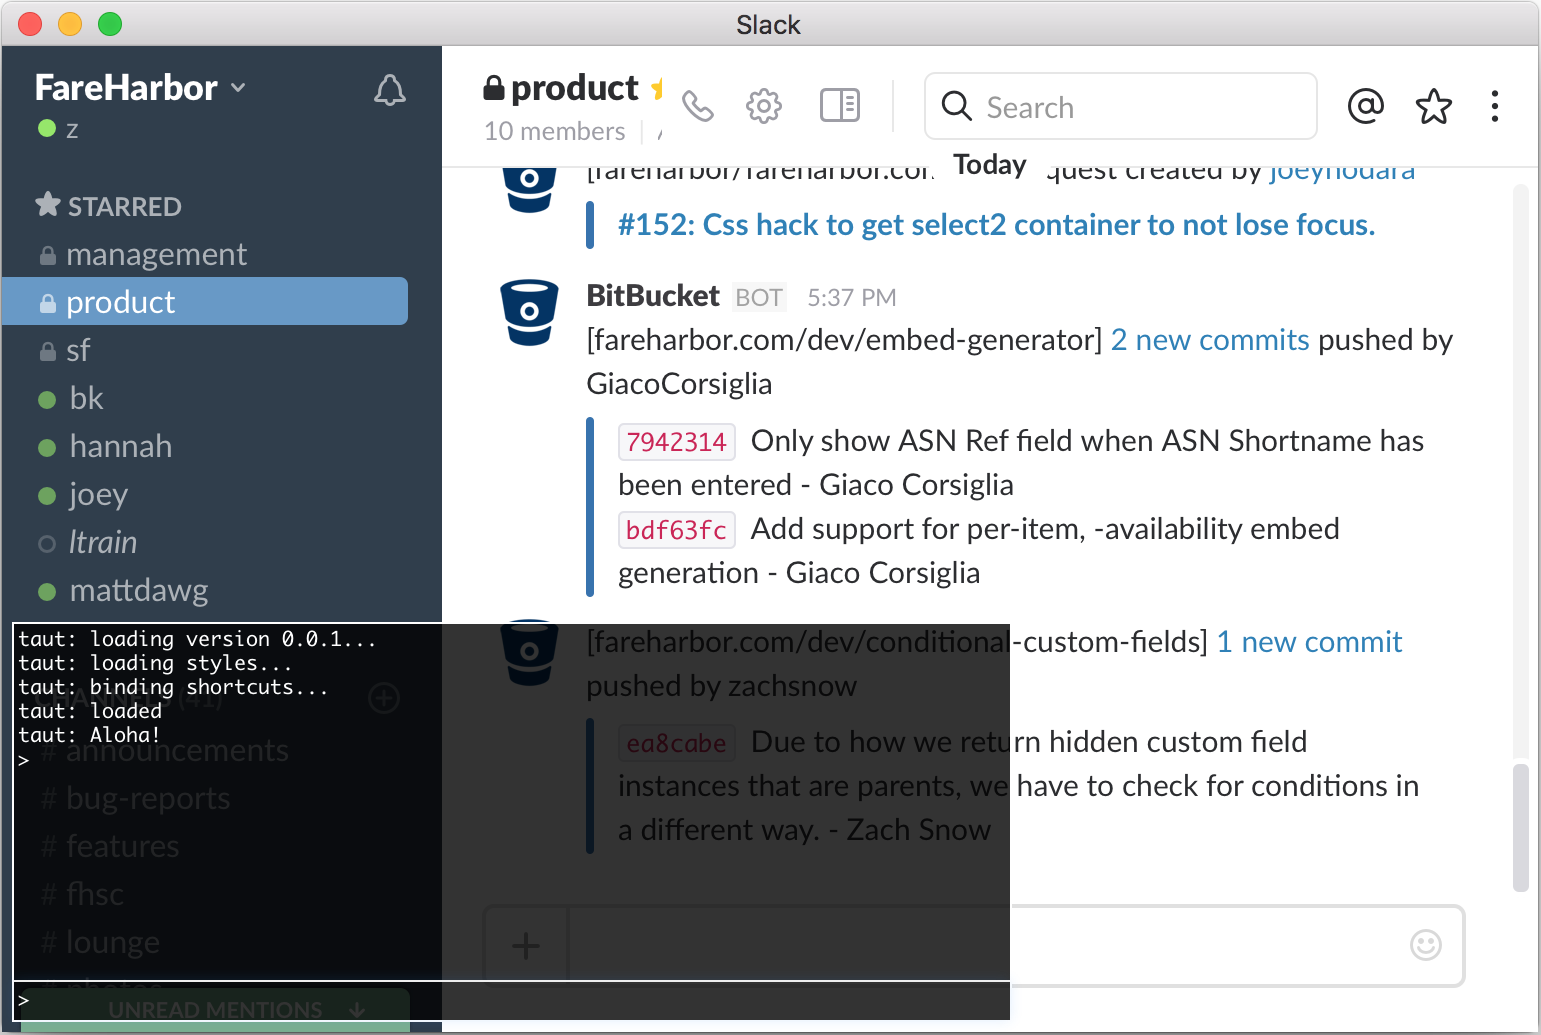 Slack
FareHarbor
z
STARRED
management
product
sf
bk
hannah
joey
ltrain
mattdawg
taut: loading version 0.0.1...
taut: loading styles...
taut: binding shortcuts...
CHANNELS (41)
taut: loaded
taut: Aloha!
>
# announcements
# bug-reports
# features
# fhsc
# lounge
# photos
>
UNREAD MENTIONS
product
10 members
Search
Today
[fareharbor/fareharbor.com
quest created by joeyhodara
#152: Css hack to get select2 container to not lose focus.
BitBucket BOT 5:37 PM
[fareharbor.com/dev/embed-generator] 2 new commits pushed by
GiacoCorsiglia
7942314 Only show ASN Ref field when ASN Shortname has
been entered - Giaco Corsiglia
bdf63fc Add support for per-item, -availability embed
generation - Giaco Corsiglia
[fareharbor.com/dev/conditional-custom-fields] 1 new commit
pushed by zachsnow
ea8cabe Due to how we return hidden custom field
instances that are parents, we have to check for conditions in
a different way. - Zach Snow